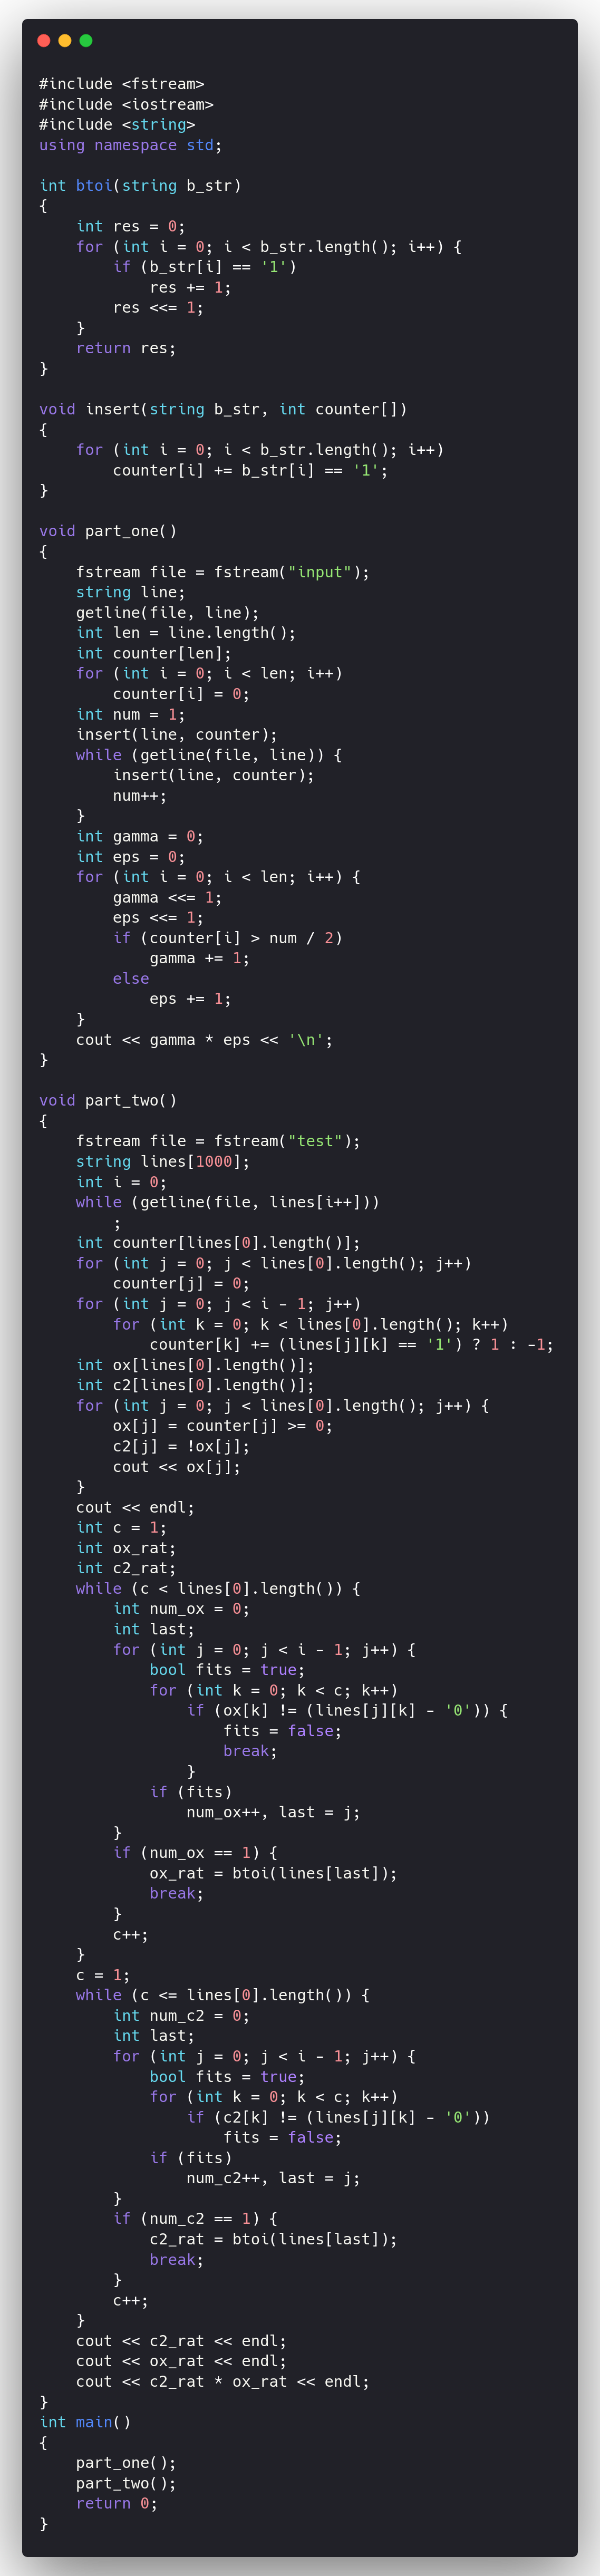 #include <fstream>
#include <iostream>
#include <string>
using namespace std;

int btoi(string b_str)
{
    int res = 0;
    for (int i = 0; i < b_str.length(); i++) {
        if (b_str[i] == '1')
            res += 1;
        res <<= 1;
    }
    return res;
}

void insert(string b_str, int counter[])
{
    for (int i = 0; i < b_str.length(); i++)
        counter[i] += b_str[i] == '1';
}

void part_one()
{
    fstream file = fstream("input");
    string line;
    getline(file, line);
    int len = line.length();
    int counter[len];
    for (int i = 0; i < len; i++)
        counter[i] = 0;
    int num = 1;
    insert(line, counter);
    while (getline(file, line)) {
        insert(line, counter);
        num++;
    }
    int gamma = 0;
    int eps = 0;
    for (int i = 0; i < len; i++) {
        gamma <<= 1;
        eps <<= 1;
        if (counter[i] > num / 2)
            gamma += 1;
        else
            eps += 1;
    }
    cout << gamma * eps << '\n';
}

void part_two()
{
    fstream file = fstream("test");
    string lines[1000];
    int i = 0;
    while (getline(file, lines[i++]))
        ;
    int counter[lines[0].length()];
    for (int j = 0; j < lines[0].length(); j++)
        counter[j] = 0;
    for (int j = 0; j < i - 1; j++)
        for (int k = 0; k < lines[0].length(); k++)
            counter[k] += (lines[j][k] == '1') ? 1 : -1;
    int ox[lines[0].length()];
    int c2[lines[0].length()];
    for (int j = 0; j < lines[0].length(); j++) {
        ox[j] = counter[j] >= 0;
        c2[j] = !ox[j];
        cout << ox[j];
    }
    cout << endl;
    int c = 1;
    int ox_rat;
    int c2_rat;
    while (c < lines[0].length()) {
        int num_ox = 0;
        int last;
        for (int j = 0; j < i - 1; j++) {
            bool fits = true;
            for (int k = 0; k < c; k++)
                if (ox[k] != (lines[j][k] - '0')) {
                    fits = false;
                    break;
                }
            if (fits)
                num_ox++, last = j;
        }
        if (num_ox == 1) {
            ox_rat = btoi(lines[last]);
            break;
        }
        c++;
    }
    c = 1;
    while (c <= lines[0].length()) {
        int num_c2 = 0;
        int last;
        for (int j = 0; j < i - 1; j++) {
            bool fits = true;
            for (int k = 0; k < c; k++)
                if (c2[k] != (lines[j][k] - '0'))
                    fits = false;
            if (fits)
                num_c2++, last = j;
        }
        if (num_c2 == 1) {
            c2_rat = btoi(lines[last]);
            break;
        }
        c++;
    }
    cout << c2_rat << endl;
    cout << ox_rat << endl;
    cout << c2_rat * ox_rat << endl;
}
int main()
{
    part_one();
    part_two();
    return 0;
}